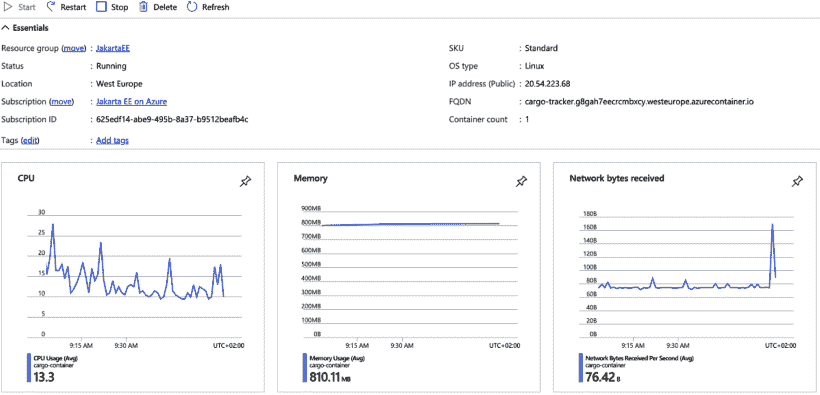 Start Restart Stop Delete Refresh
Essentials
Resource group (move) : JakartaEE
Status : Running
Location : West Europe
Subscription (move) : Jakarta EE on Azure
Subscription ID : 625edf14-abe9-495b-8a37-b9512beafb4c
Tags (edit) : Add tags
SKU : Standard
OS type : Linux
IP address (Public) : 20.54.223.68
FQDN : cargo-tracker.g8gah7eecrcmbxcy.westeurope.azurecontainer.io
Container count : 1
CPU
30
25
20
15
10
5
0
9:15 AM 9:30 AM UTC+02:00
CPU Usage (Avg)
cargo-container
13.3
Memory
900MB
800MB
700MB
600MB
500MB
400MB
300MB
200MB
100MB
0B
9:15 AM 9:30 AM UTC+02:00
Memory Usage (Avg)
cargo-container
810.11 MB
Network bytes received
180B
160B
140B
120B
100B
80B
60B
40B
20B
0B
9:15 AM 9:30 AM UTC+02:00
Network Bytes Received Per Second (Avg)
cargo-container
76.42 B